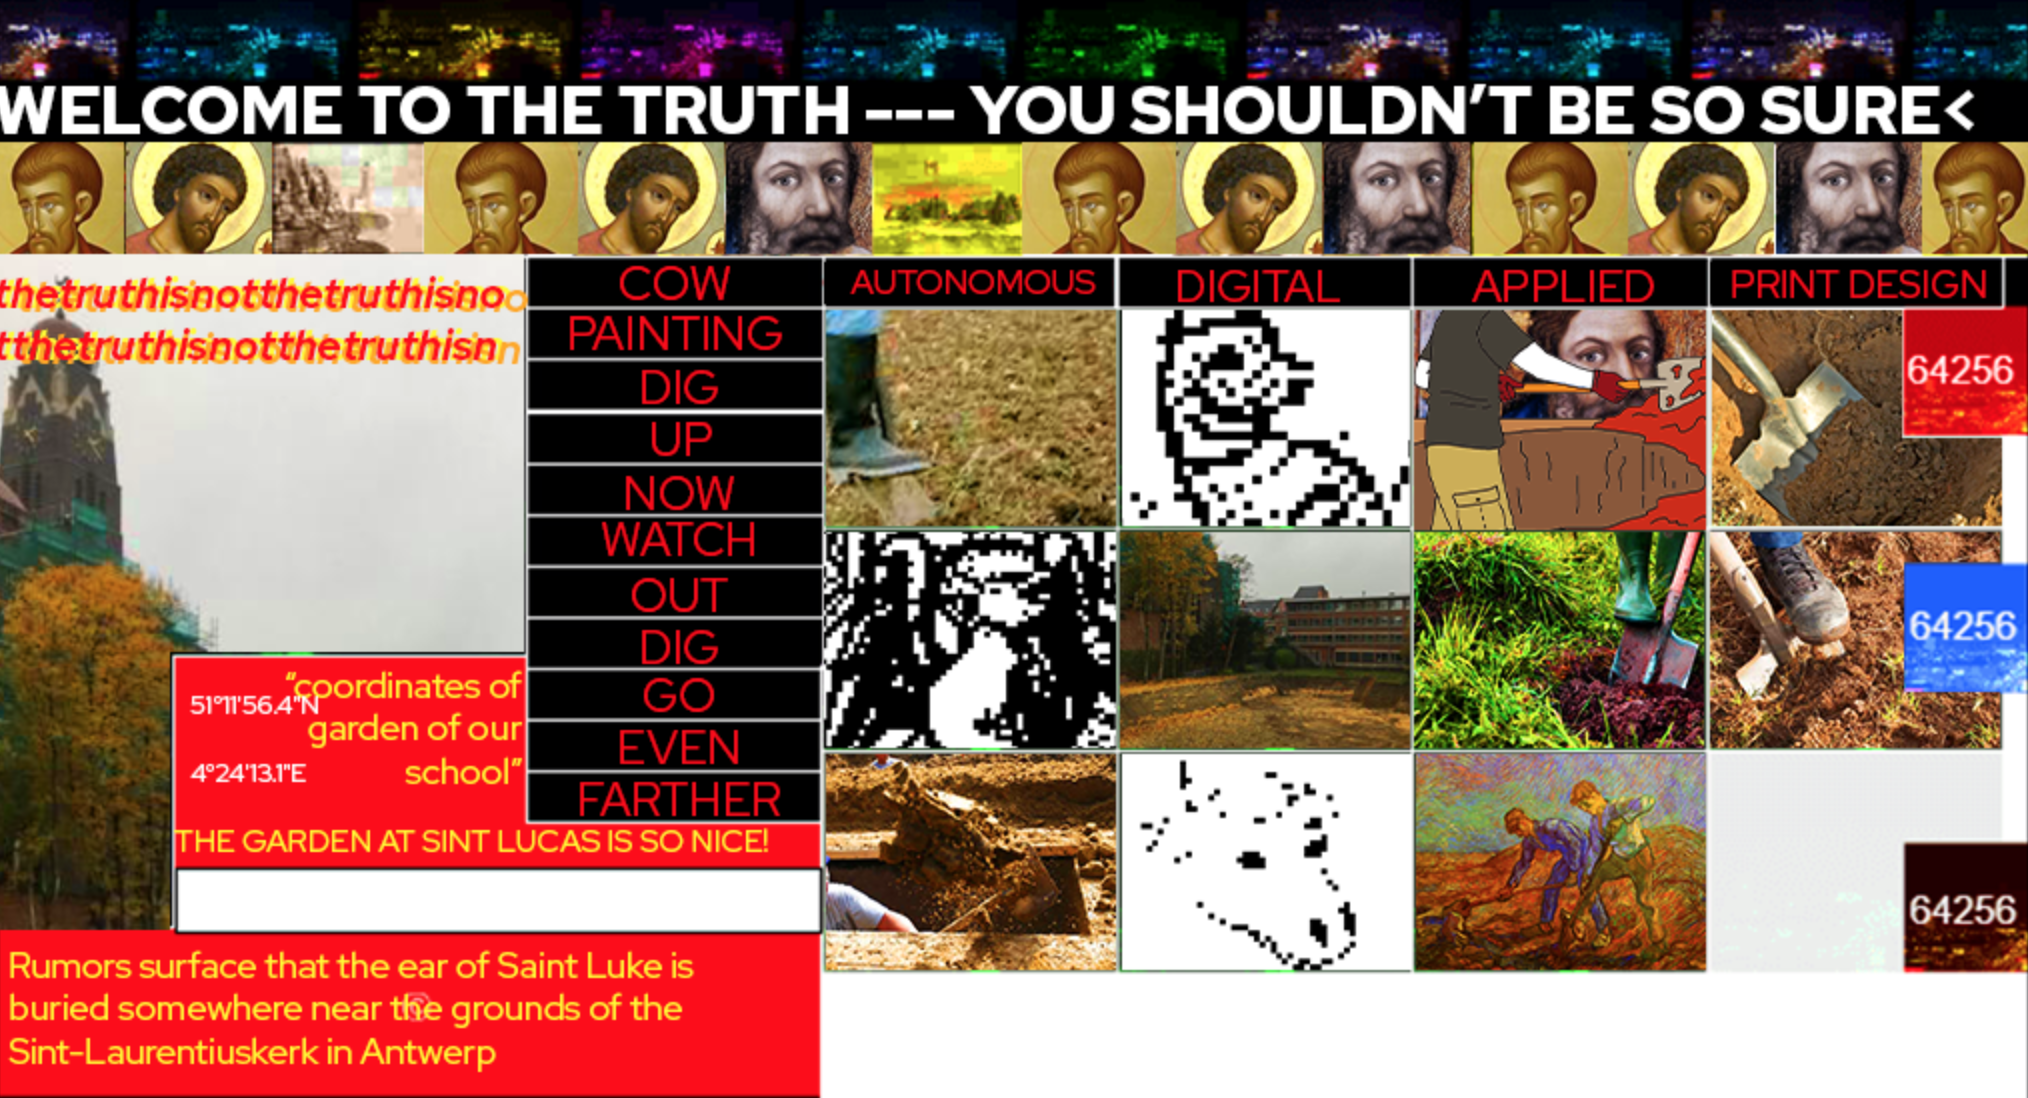 WELCOME TO THE TRUTH --- YOU SHOULDN'T BE SO SURE<
thetruthisnotthetruthisno
tthetruthisnotthetruthisn
COW
PAINTING
DIG
UP
NOW
WATCH
OUT
DIG
GO
EVEN
FARTHER
AUTONOMOUS
DIGITAL
APPLIED
PRINT DESIGN
64256
64256
64256
"coordinates of
garden of our
school"
51°11'56.4"N
4°24'13.1"E
THE GARDEN AT SINT LUCAS IS SO NICE!
Rumors surface that the ear of Saint Luke is
buried somewhere near the grounds of the
Sint-Laurentiuskerk in Antwerp